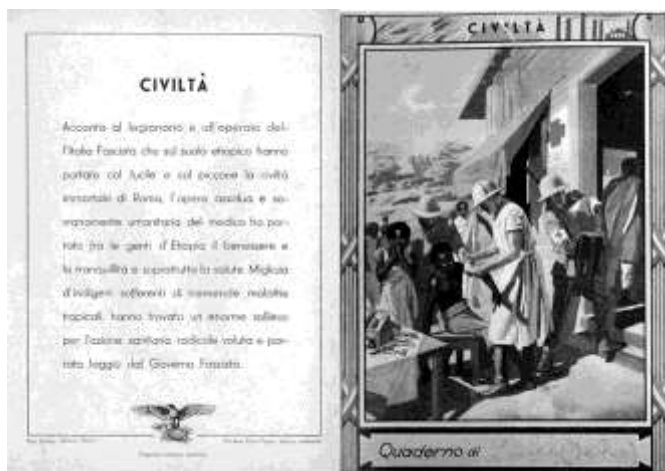 CIVILTÀ
Accanto al legionario e all'operaio del-
l'Italia Fascista che sul suolo etiopico hanno
portato col fucile e col piccone la civiltà
immortale di Roma, l'opera assidua e so-
vranamente umanitaria del medico ha por-
tato fra le genti d'Etiopia il benessere e
la tranquillità e soprattutto la salute. Migliaia
d'indigeni sofferenti di tremende malattie
tropicali, hanno trovato un enorme sollievo
per l'azione sanitaria radicale voluta e por-
tata laggiù dal Governo Fascista.
CIVILTÀ
Quaderno di